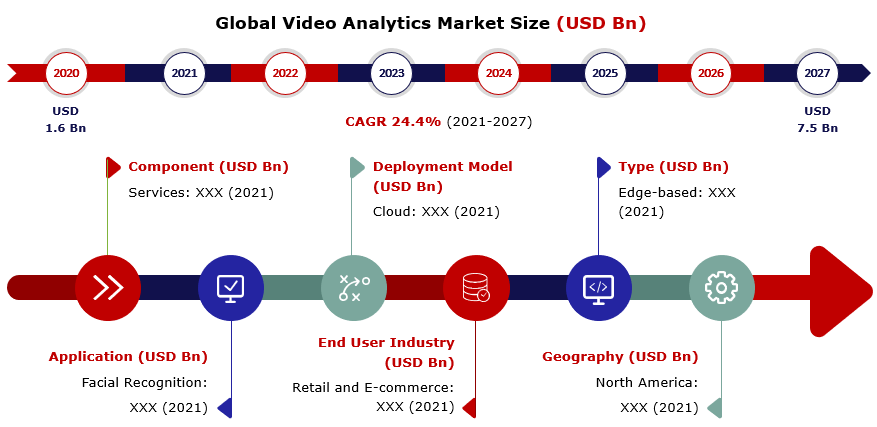 Global Video Analytics Market Size (USD Bn)
2020 2021 2022 2023 2024 2025 2026 2027
USD
1.6 Bn
CAGR 24.4% (2021-2027)
USD
7.5 Bn
Component (USD Bn)
Services: XXX (2021)
Deployment Model
(USD Bn)
Cloud: XXX (2021)
Type (USD Bn)
Edge-based: XXX
(2021)
Application (USD Bn)
Facial Recognition:
XXX (2021)
End User Industry
(USD Bn)
Retail and E-commerce:
XXX (2021)
Geography (USD Bn)
North America:
XXX (2021)